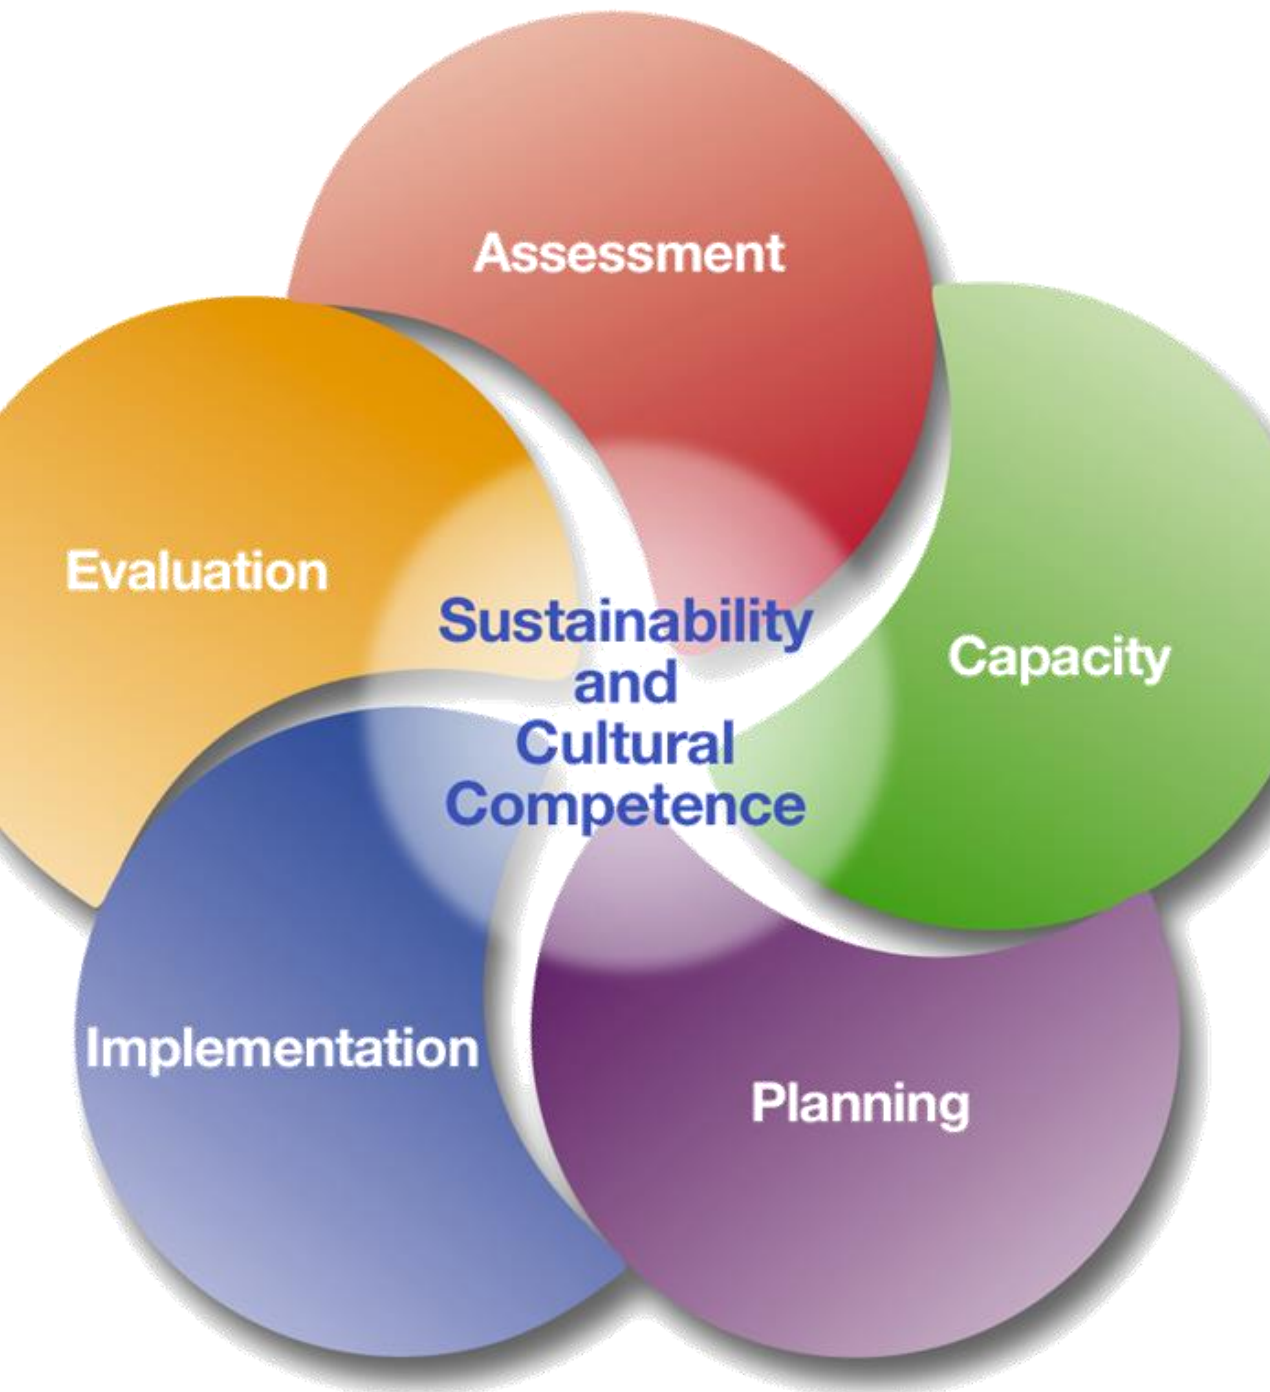 Assessment
Evaluation
Sustainability
and
Cultural
Competence
Capacity
Implementation
Planning